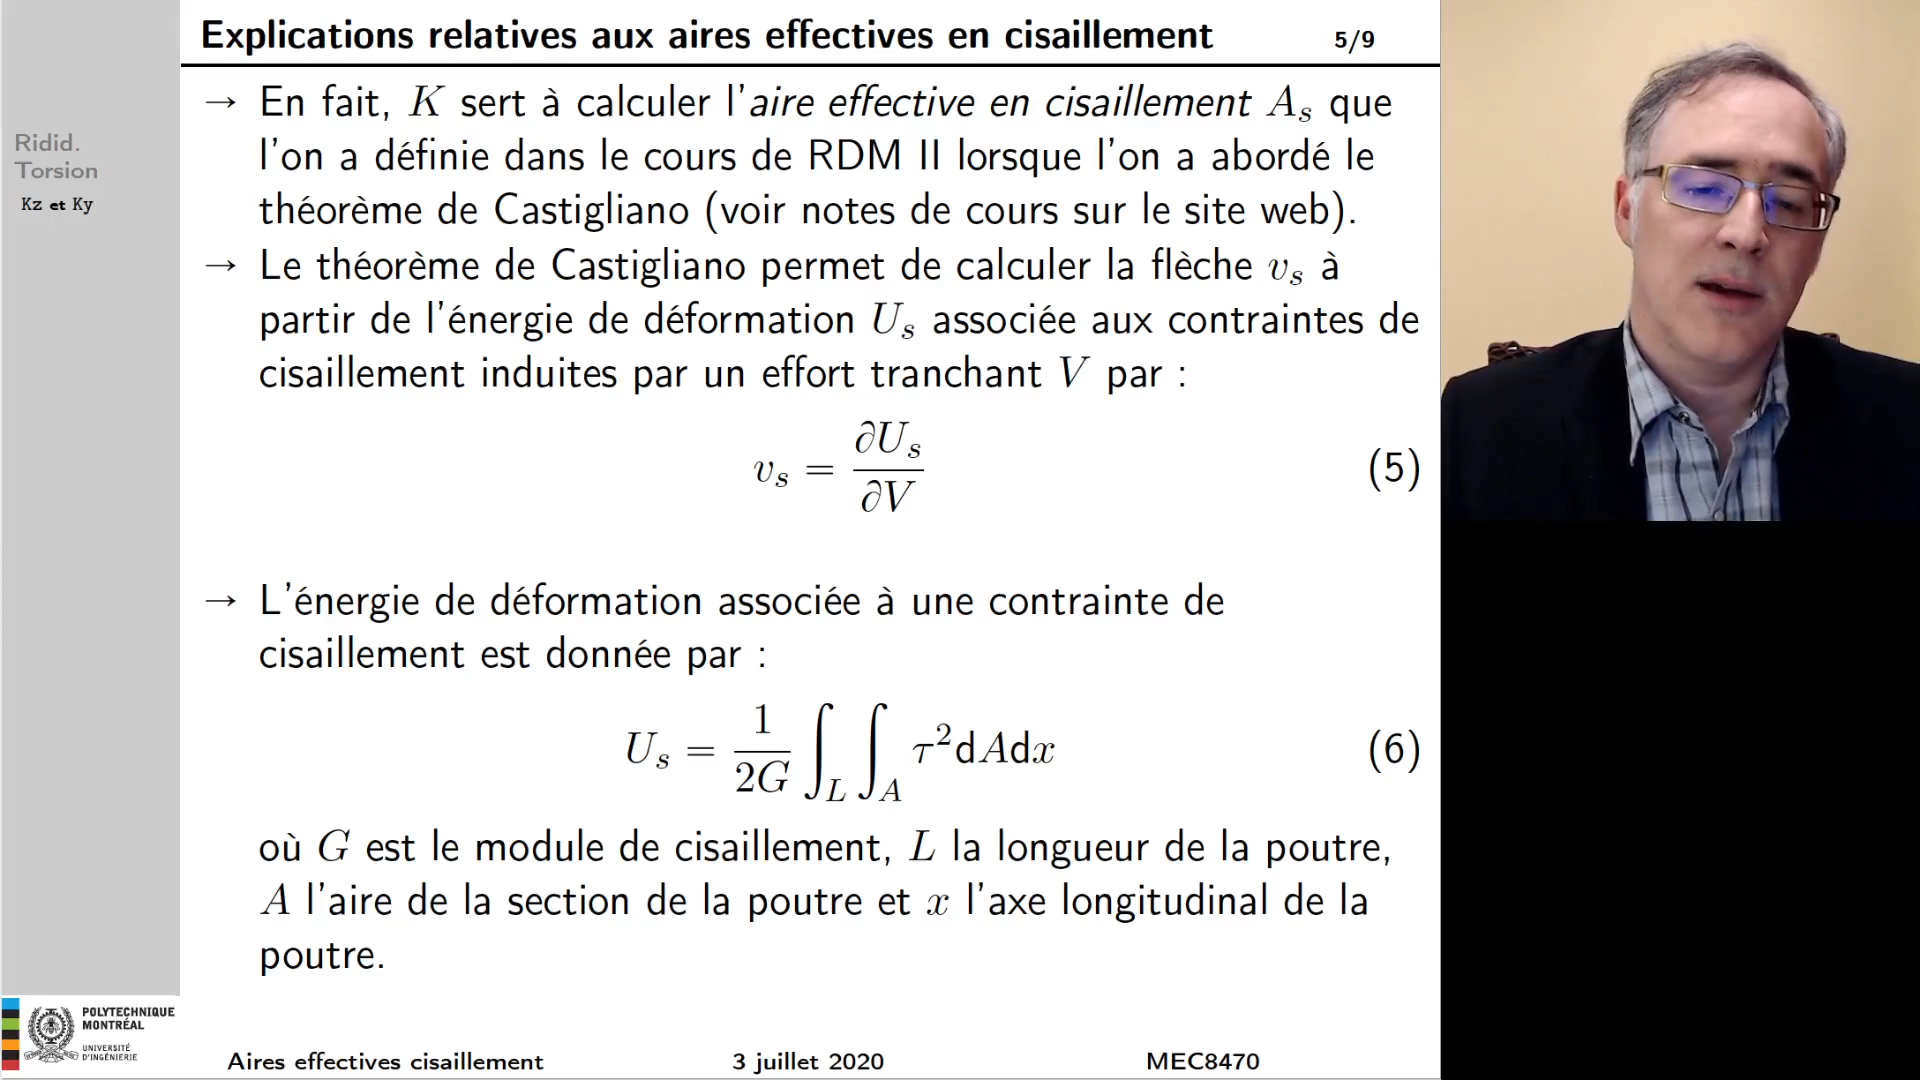 Explications relatives aux aires effectives en cisaillement 5/9
Ridid.
Torsion
Kz et Ky
→ En fait, K sert à calculer l'aire effective en cisaillement A_s que
l'on a définie dans le cours de RDM II lorsque l'on a abordé le
théorème de Castigliano (voir notes de cours sur le site web).
→ Le théorème de Castigliano permet de calculer la flèche v_s à
partir de l'énergie de déformation U_s associée aux contraintes de
cisaillement induites par un effort tranchant V par :
v_s = ∂U_s/∂V (5)
→ L'énergie de déformation associée à une contrainte de
cisaillement est donnée par :
U_s = 1/2G ∫_L ∫_A τ² dAdx (6)
où G est le module de cisaillement, L la longueur de la poutre,
A l'aire de la section de la poutre et x l'axe longitudinal de la
poutre.
POLYTECHNIQUE
MONTRÉAL
UNIVERSITÉ
D'INGÉNIERIE
Aires effectives cisaillement 3 juillet 2020 MEC8470